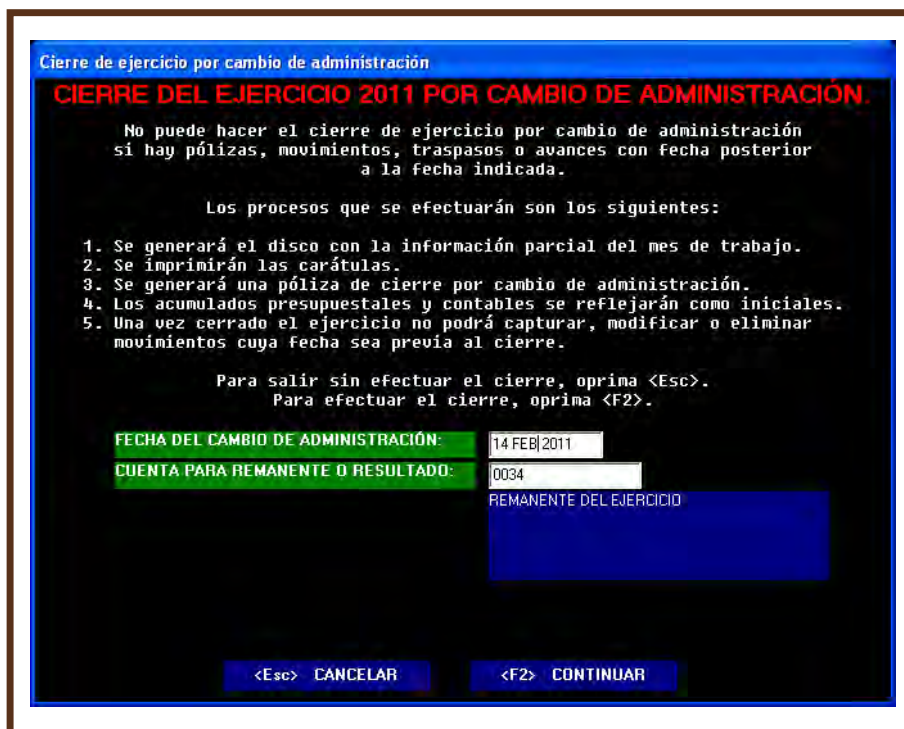 Cierre de ejercicio por cambio de administración
CIERRE DEL EJERCICIO 2011 POR CAMBIO DE ADMINISTRACIÓN.
No puede hacer el cierre de ejercicio por cambio de administración
si hay pólizas, movimientos, traspasos o avances con fecha posterior
a la fecha indicada.
Los procesos que se efectuarán son los siguientes:
1. Se generará el disco con la información parcial del mes de trabajo.
2. Se imprimirán las carátulas.
3. Se generará una póliza de cierre por cambio de administración.
4. Los acumulados presupuestales y contables se reflejarán como iniciales.
5. Una vez cerrado el ejercicio no podrá capturar, modificar o eliminar
movimientos cuya fecha sea previa al cierre.
Para salir sin efectuar el cierre, oprima <Esc>.
Para efectuar el cierre, oprima <F2>.
FECHA DEL CAMBIO DE ADMINISTRACIÓN: 14 FEB 2011
CUENTA PARA REMANENTE O RESULTADO: 0034
REMANENTE DEL EJERCICIO
<Esc> CANCELAR <F2> CONTINUAR